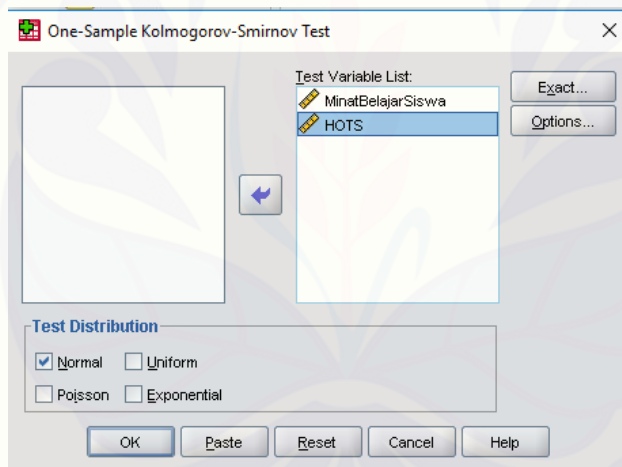 One-Sample Kolmogorov-Smirnov Test
Test Variable List:
MinatBelajarSiswa
HOTS
Exact...
Options...
Test Distribution
Normal Uniform
Poisson Exponential
OK Paste Reset Cancel Help